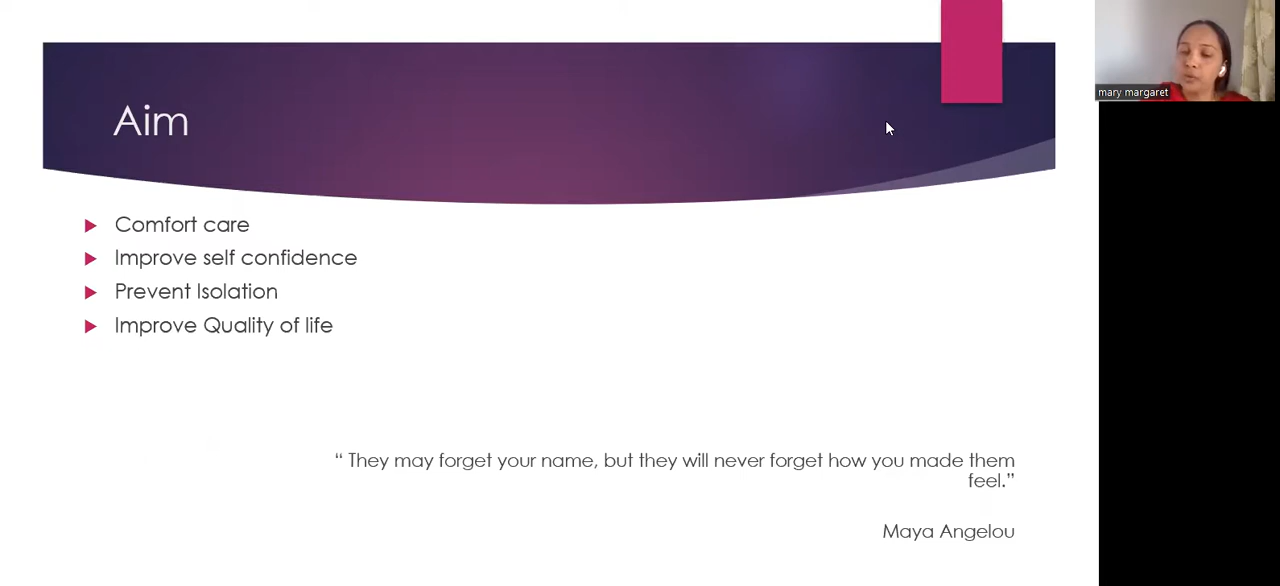 Aim
Comfort care
Improve self confidence
Prevent Isolation
Improve Quality of life
“ They may forget your name, but they will never forget how you made them
feel.”
Maya Angelou
mary margaret